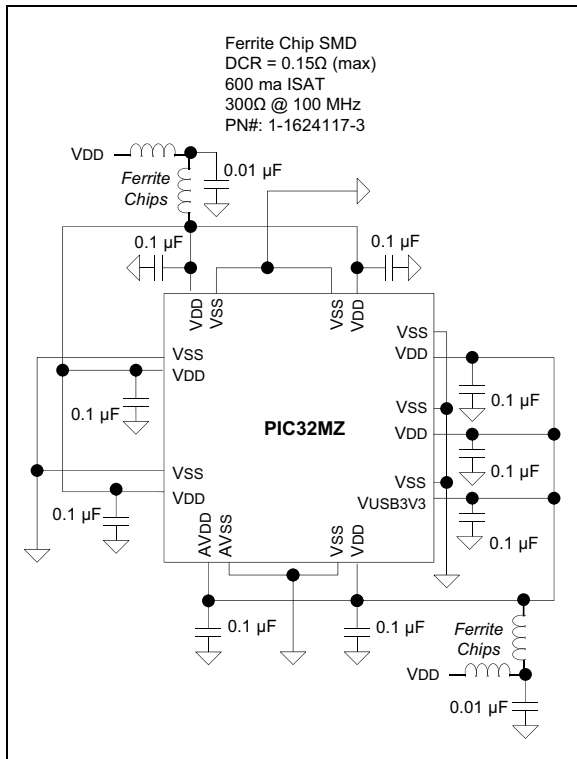 Ferrite Chip SMD
DCR = 0.15Ω (max)
600 ma ISAT
300Ω @ 100 MHz
PN#: 1-1624117-3
VDD
0.01 µF
Ferrite
Chips
0.1 µF
0.1 µF
VDD
VSS
VSS
VDD
VSS
VDD
0.1 µF
VSS
VDD
0.1 µF
PIC32MZ
VSS
VDD
0.1 µF
VSS
VDD
0.1 µF
VSS
VUSB3V3
0.1 µF
AVDD
AVSS
VSS
VDD
0.1 µF
0.1 µF
Ferrite
Chips
VDD
0.01 µF